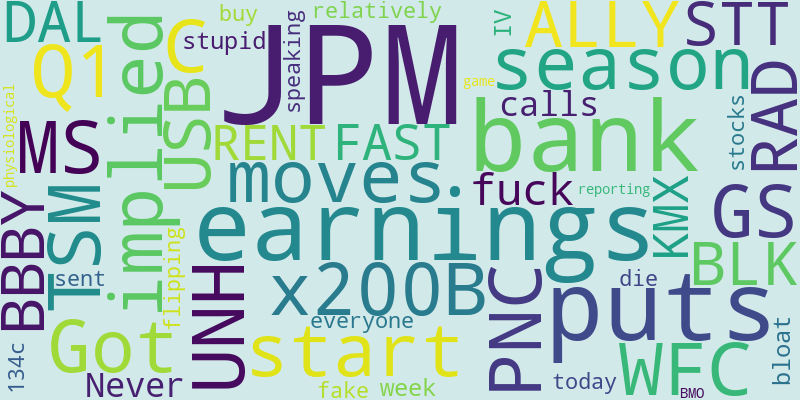 DAL
Q1
MS
physiological
BBBY
TSM
sent
134c
Never
Got
implied
C
stupid
USB
flipping
UNH
buy
speaking
relatively
JPM
RENT
FAST
moves.
earnings
x200B
everyone
start
fake
week
game
IV
ALLY
STT
season
calls
bank
fuck
reporting
puts
PNC
die
today
WFC
BMO
stocks
RAD
KMX
GS
BLK
bloat